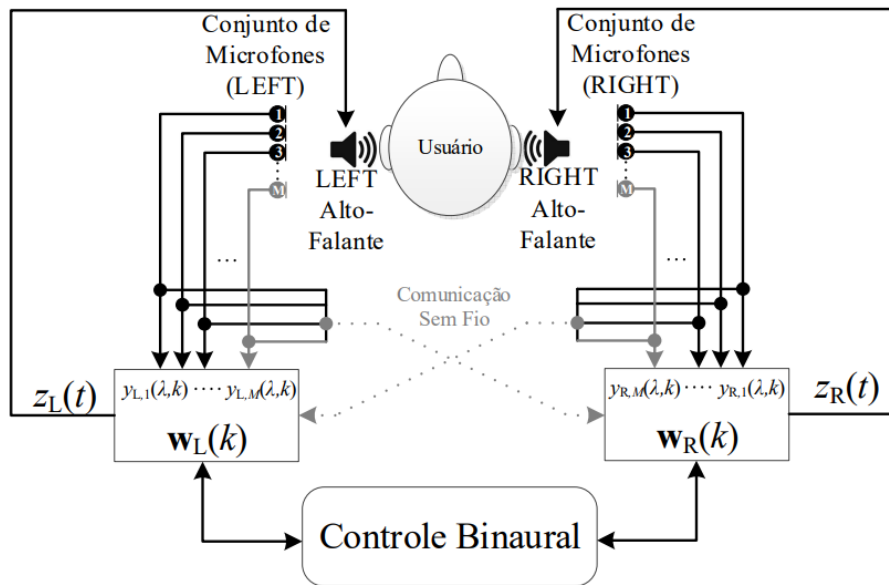 Conjunto de
Microfones
(LEFT)
Conjunto de
Microfones
(RIGHT)
1
2
3
M
1
2
3
M
Usuário
LEFT
Alto-
Falante
RIGHT
Alto-
Falante
...
...
Comunicação
Sem Fio
y_L,1(λ,k) ····· y_L,M(λ,k)
w_L(k)
z_L(t)
y_R,M(λ,k) ····· y_R,1(λ,k)
w_R(k)
z_R(t)
Controle Binaural